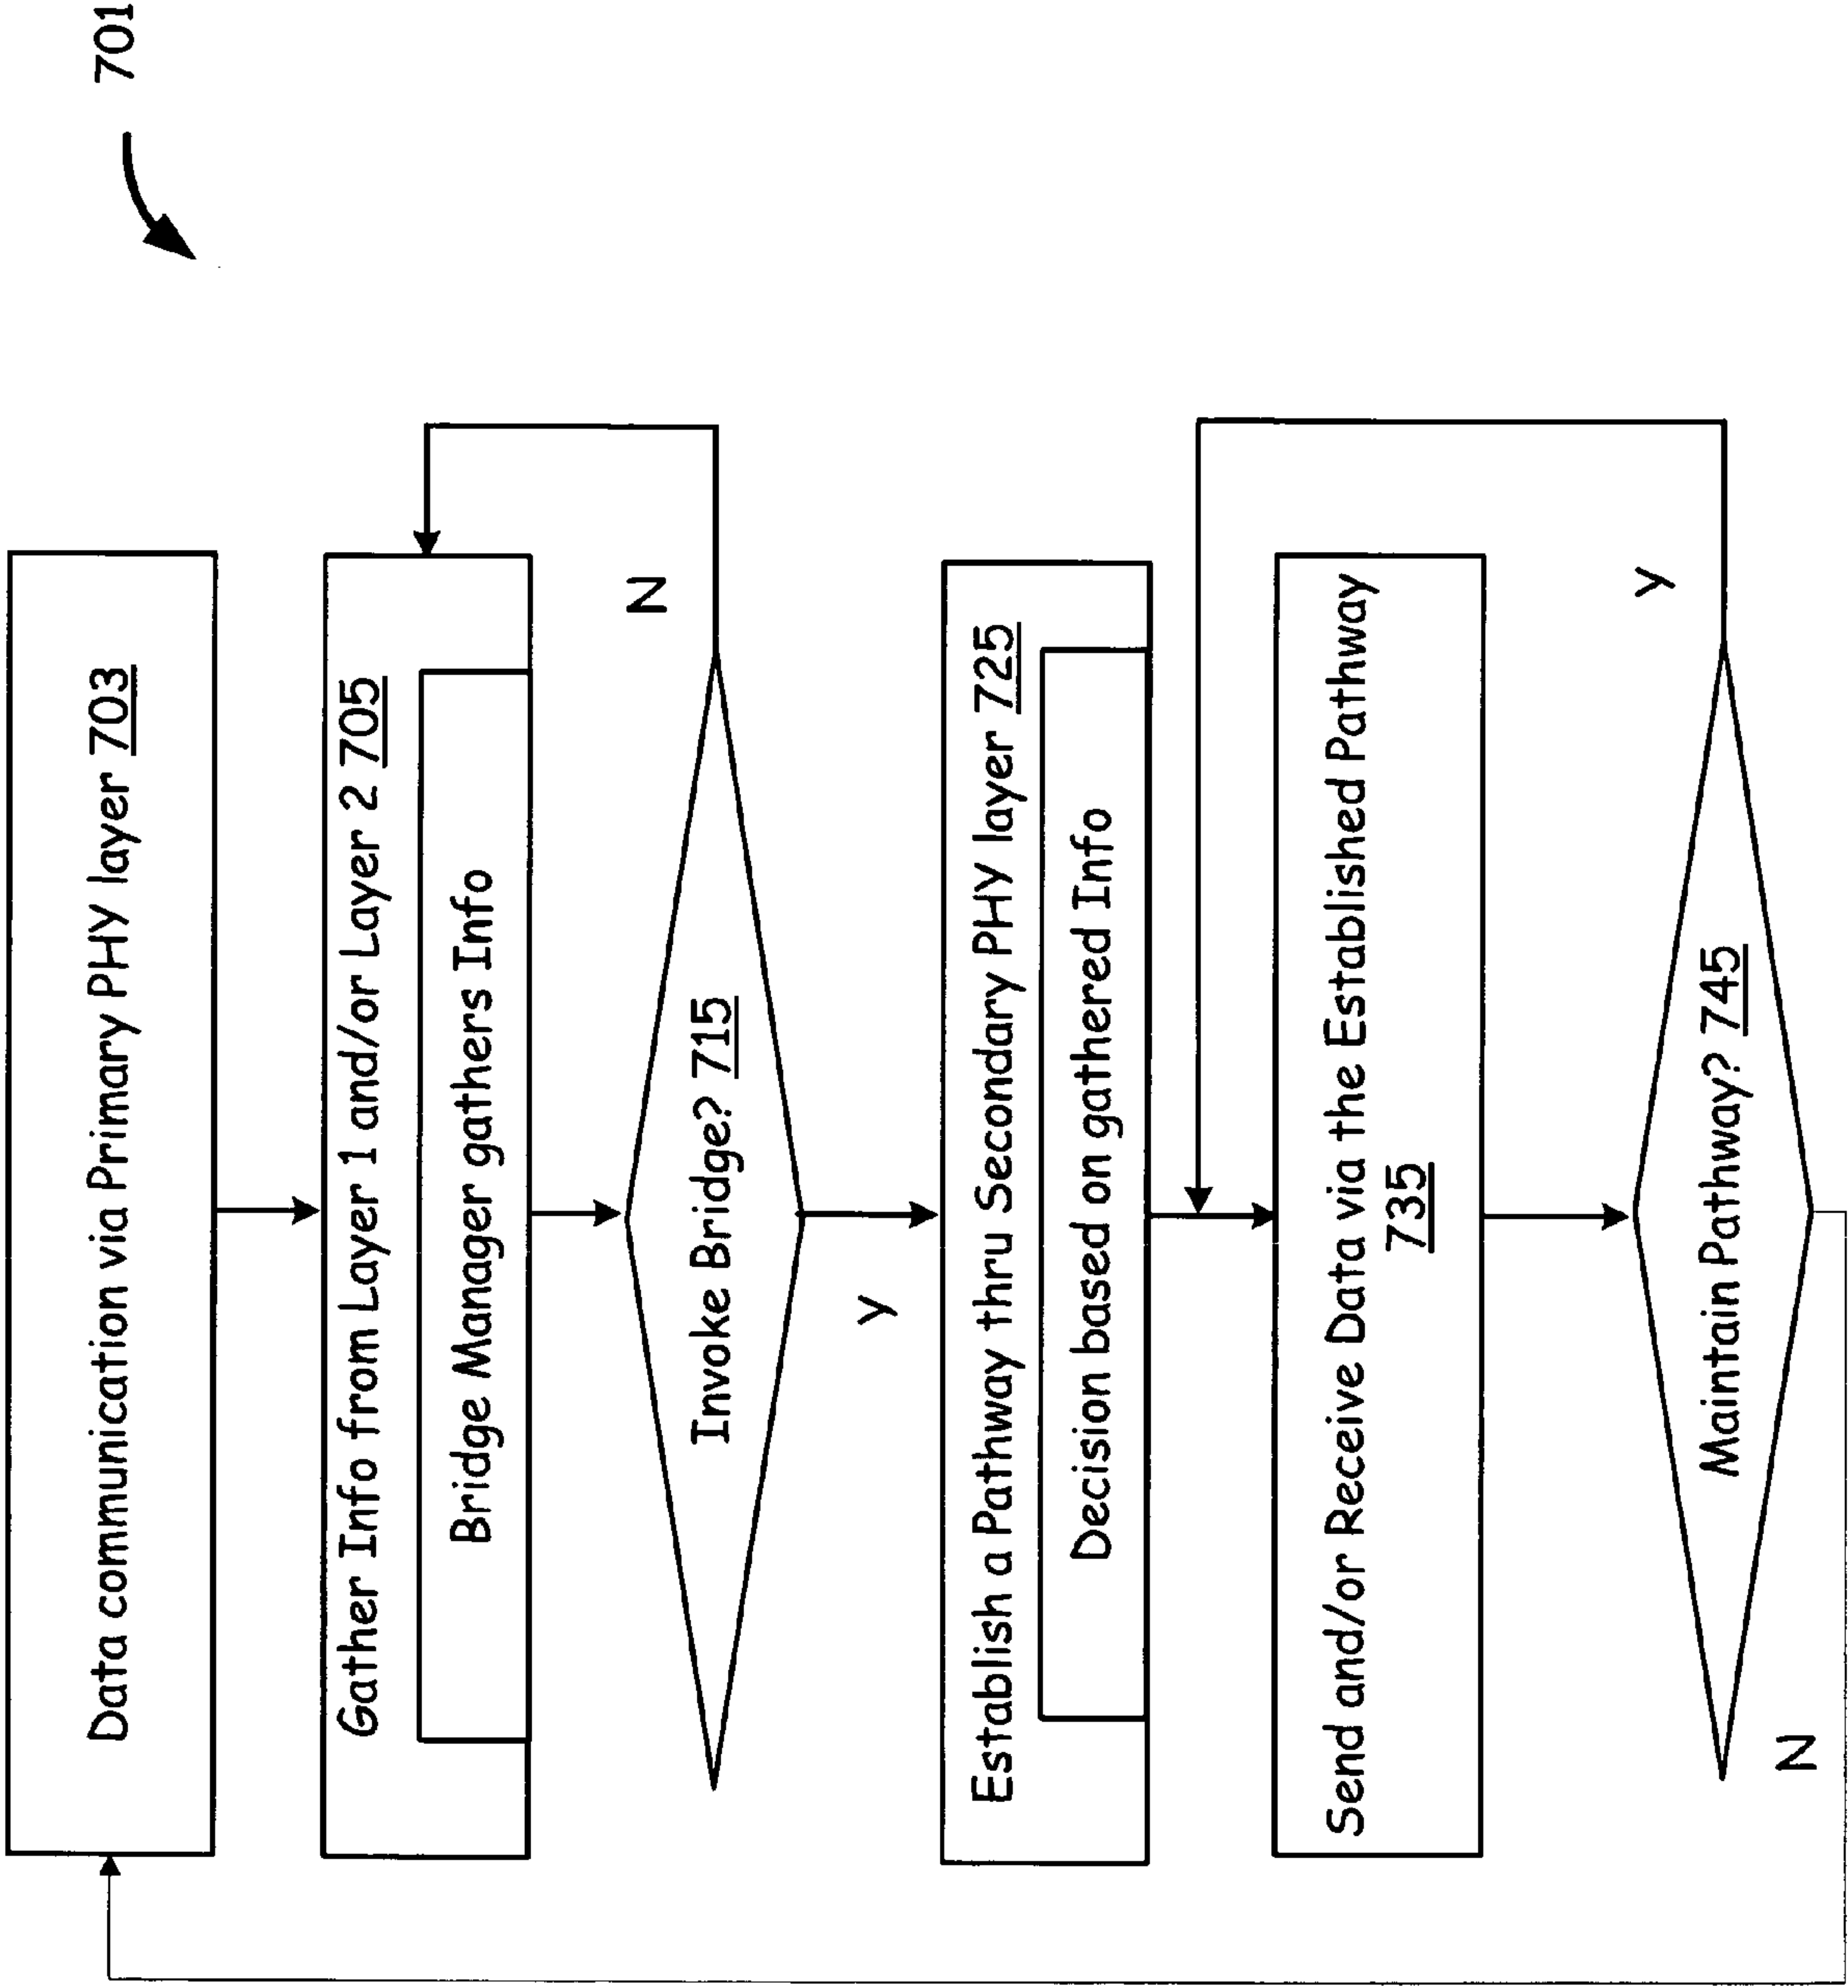 701
Data communication via Primary PHY layer 703
Gather Info from Layer 1 and/or Layer 2 705
Bridge Manager gathers Info
Invoke Bridge? 715
N
Y
Establish a Pathway thru Secondary PHY layer 725
Decision based on gathered Info
Send and/or Receive Data via the Established Pathway
735
Maintain Pathway? 745
Y
N